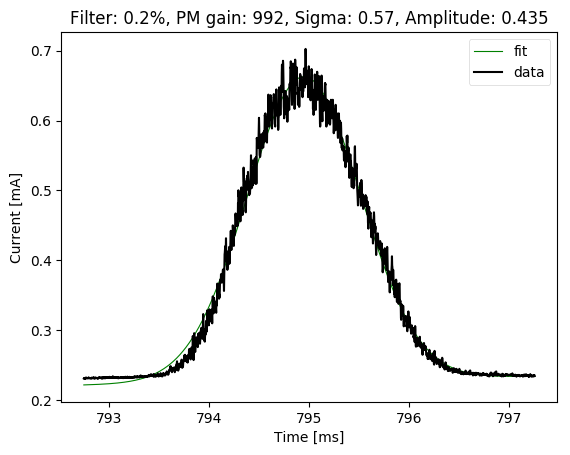 Filter: 0.2%, PM gain: 992, Sigma: 0.57, Amplitude: 0.435
fit
data
0.7
0.6
0.5
0.4
0.3
0.2
Current [mA]
793
794
795
796
797
Time [ms]